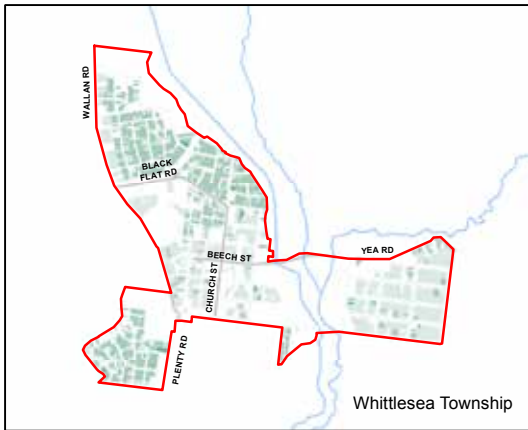 WALLAN RD
BLACK
FLAT RD
YEA RD
BEECH ST
CHURCH ST
PLENTY RD
Whittlesea Township